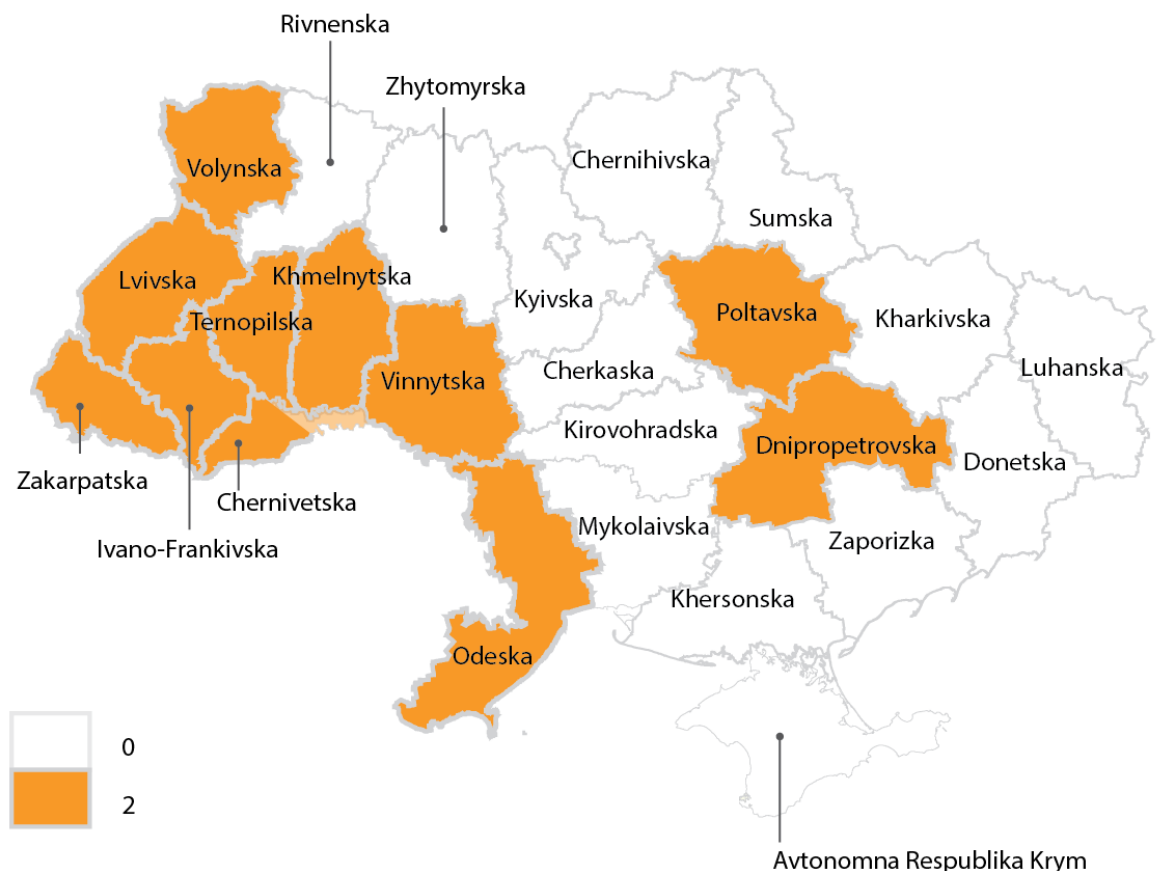 Rivnenska
Zhytomyrska
Chernihivska
Volynska
Sumska
Lvivska
Khmelnytska
Kyivska
Ternopilska
Poltavska
Kharkivska
Vinnytska
Cherkaska
Luhanska
Kirovohradska
Dnipropetrovska
Donetska
Zakarpatska
Chernivetska
Ivano-Frankivska
Mykolaivska
Zaporizka
Khersonska
Odeska
0
2
Avtonomna Respublika Krym